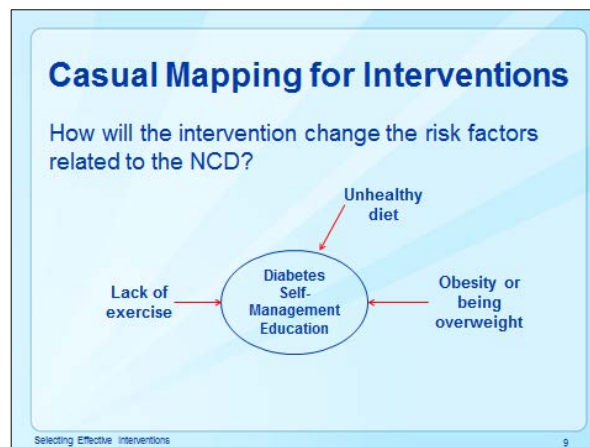 Casual Mapping for Interventions
How will the intervention change the risk factors
related to the NCD?
Unhealthy
diet
Lack of
exercise
Diabetes
Self-
Management
Education
Obesity or
being
overweight
Selecting Effective Interventions
9